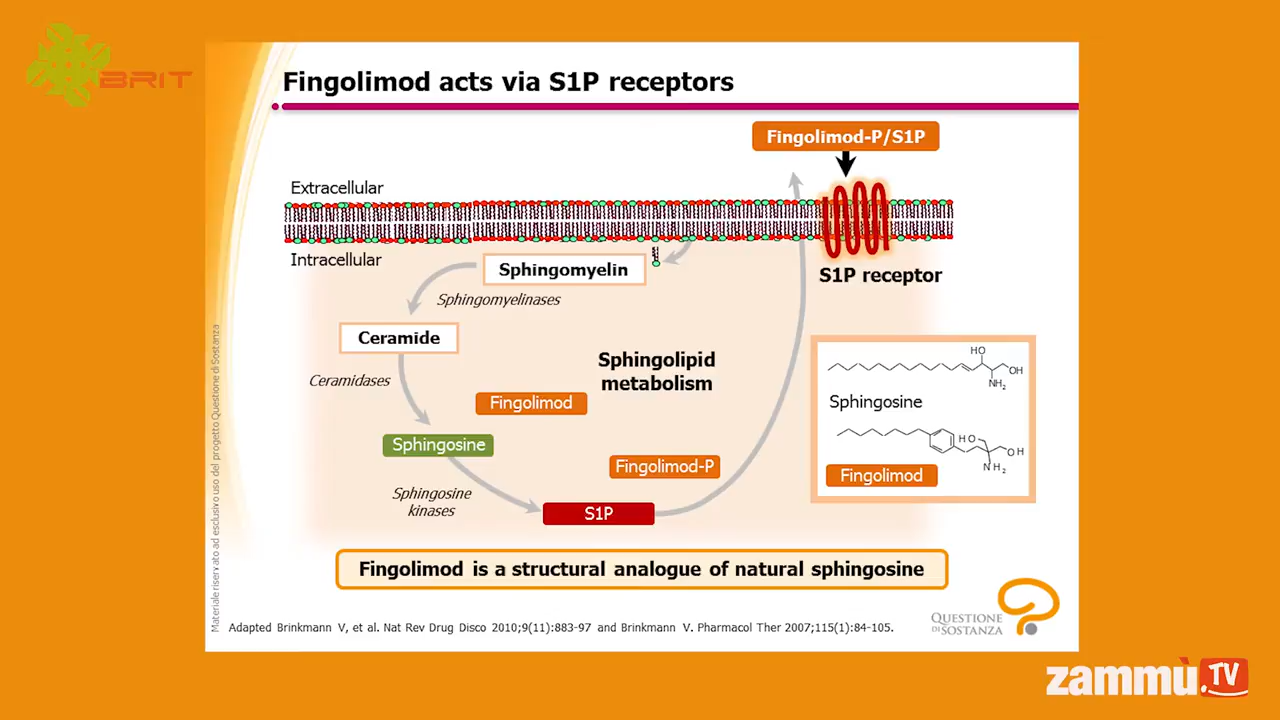 BRIT
Fingolimod acts via S1P receptors
Fingolimod-P/S1P
Extracellular
Intracellular
Sphingomyelin
S1P receptor
Sphingomyelinases
Ceramide
Sphingolipid
metabolism
Ceramidases
Fingolimod
Sphingosine
Fingolimod-P
Sphingosine
kinases
S1P
HO
OH
NH2
Sphingosine
HO
OH
NH2
Fingolimod
Fingolimod is a structural analogue of natural sphingosine
Materiale riservato ad esclusivo uso del progetto Questione di Sostanza
Adapted Brinkmann V, et al. Nat Rev Drug Disco 2010;9(11):883-97 and Brinkmann V. Pharmacol Ther 2007;115(1):84-105.
QUESTIONE
DI SOSTANZA
zammù.TV